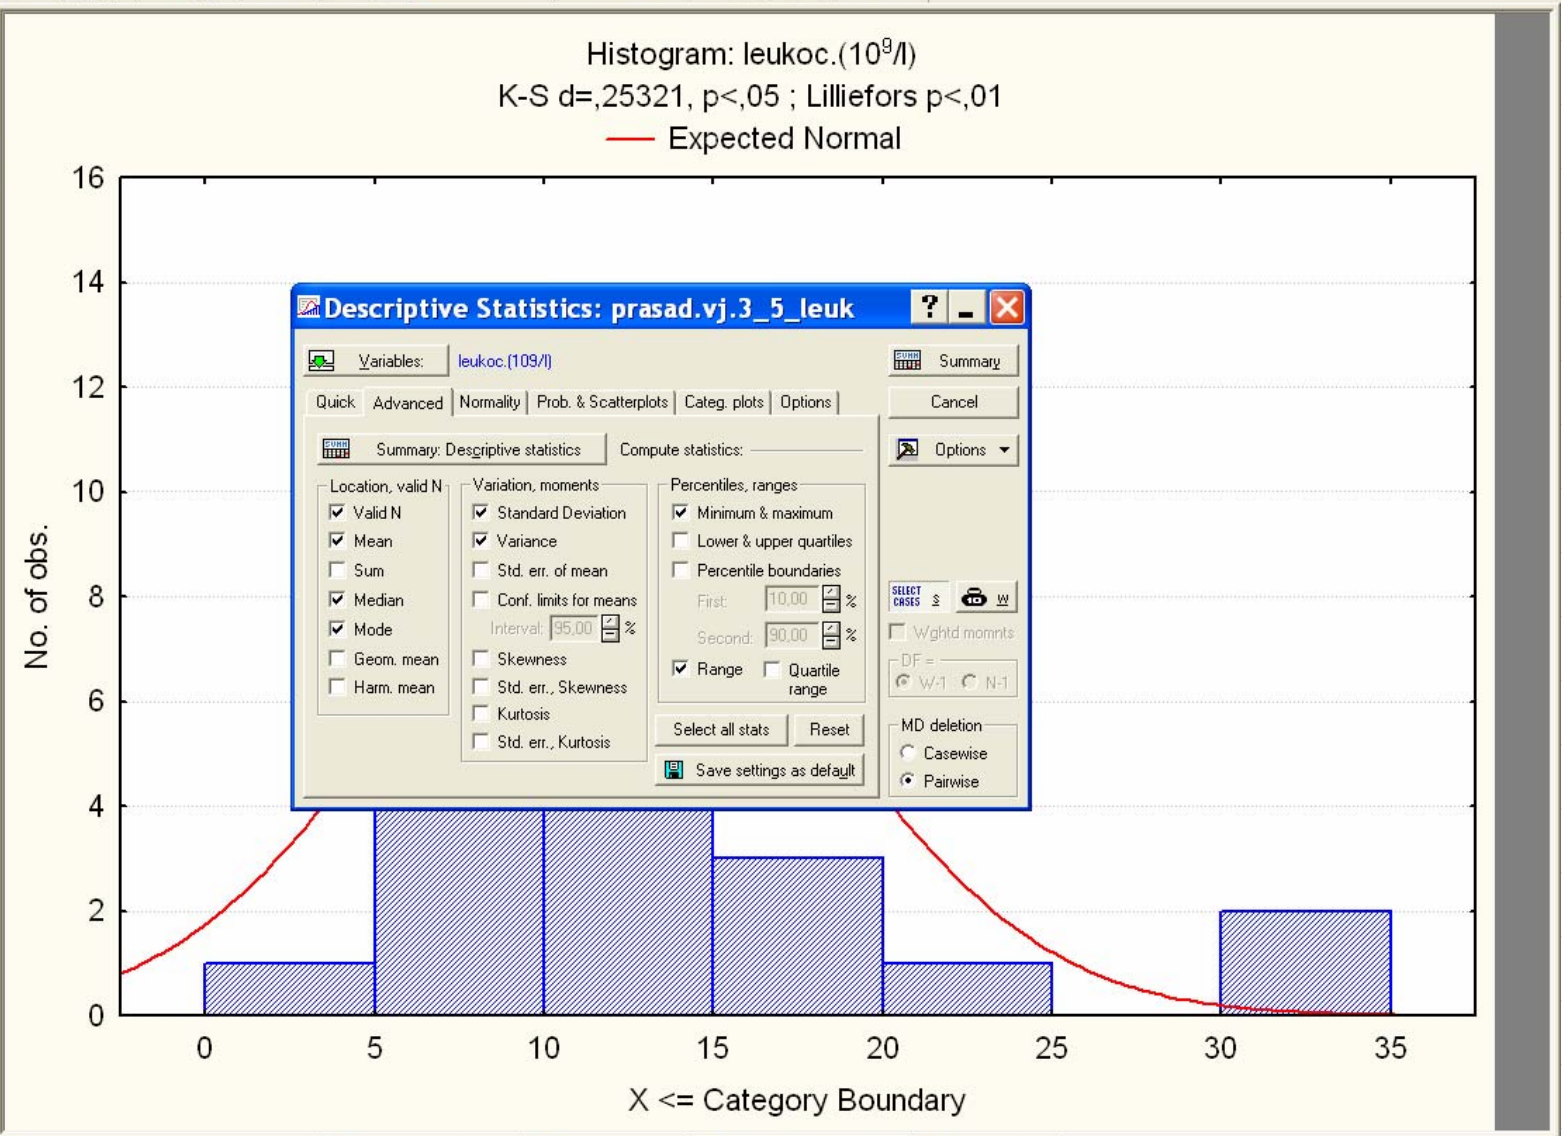 Histogram: leukoc.(10⁹/l)
K-S d=,25321, p<,05 ; Lilliefors p<,01
Expected Normal
16
14
12
10
8
6
4
2
0
No. of obs.
Descriptive Statistics: prasad.vj.3_5_leuk
Variables:
leukoc.(109/l)
Summary
Quick
Advanced
Normality
Prob. & Scatterplots
Categ. plots
Options
Cancel
Summary: Descriptive statistics
Compute statistics:
Options
Location, valid N
Valid N
Mean
Sum
Median
Mode
Geom. mean
Harm. mean
Variation, moments
Standard Deviation
Variance
Std. err. of mean
Conf. limits for means
Interval: 95,00 %
Skewness
Std. err., Skewness
Kurtosis
Std. err., Kurtosis
Percentiles, ranges
Minimum & maximum
Lower & upper quartiles
Percentile boundaries
First: 10,00 %
Second: 90,00 %
Range
Quartile
range
Select all stats
Reset
Save settings as default
SELECT
CASES S
W
Wghtd momnts
DF =
W-1
N-1
MD deletion
Casewise
Pairwise
0 5 10 15 20 25 30 35
X <= Category Boundary